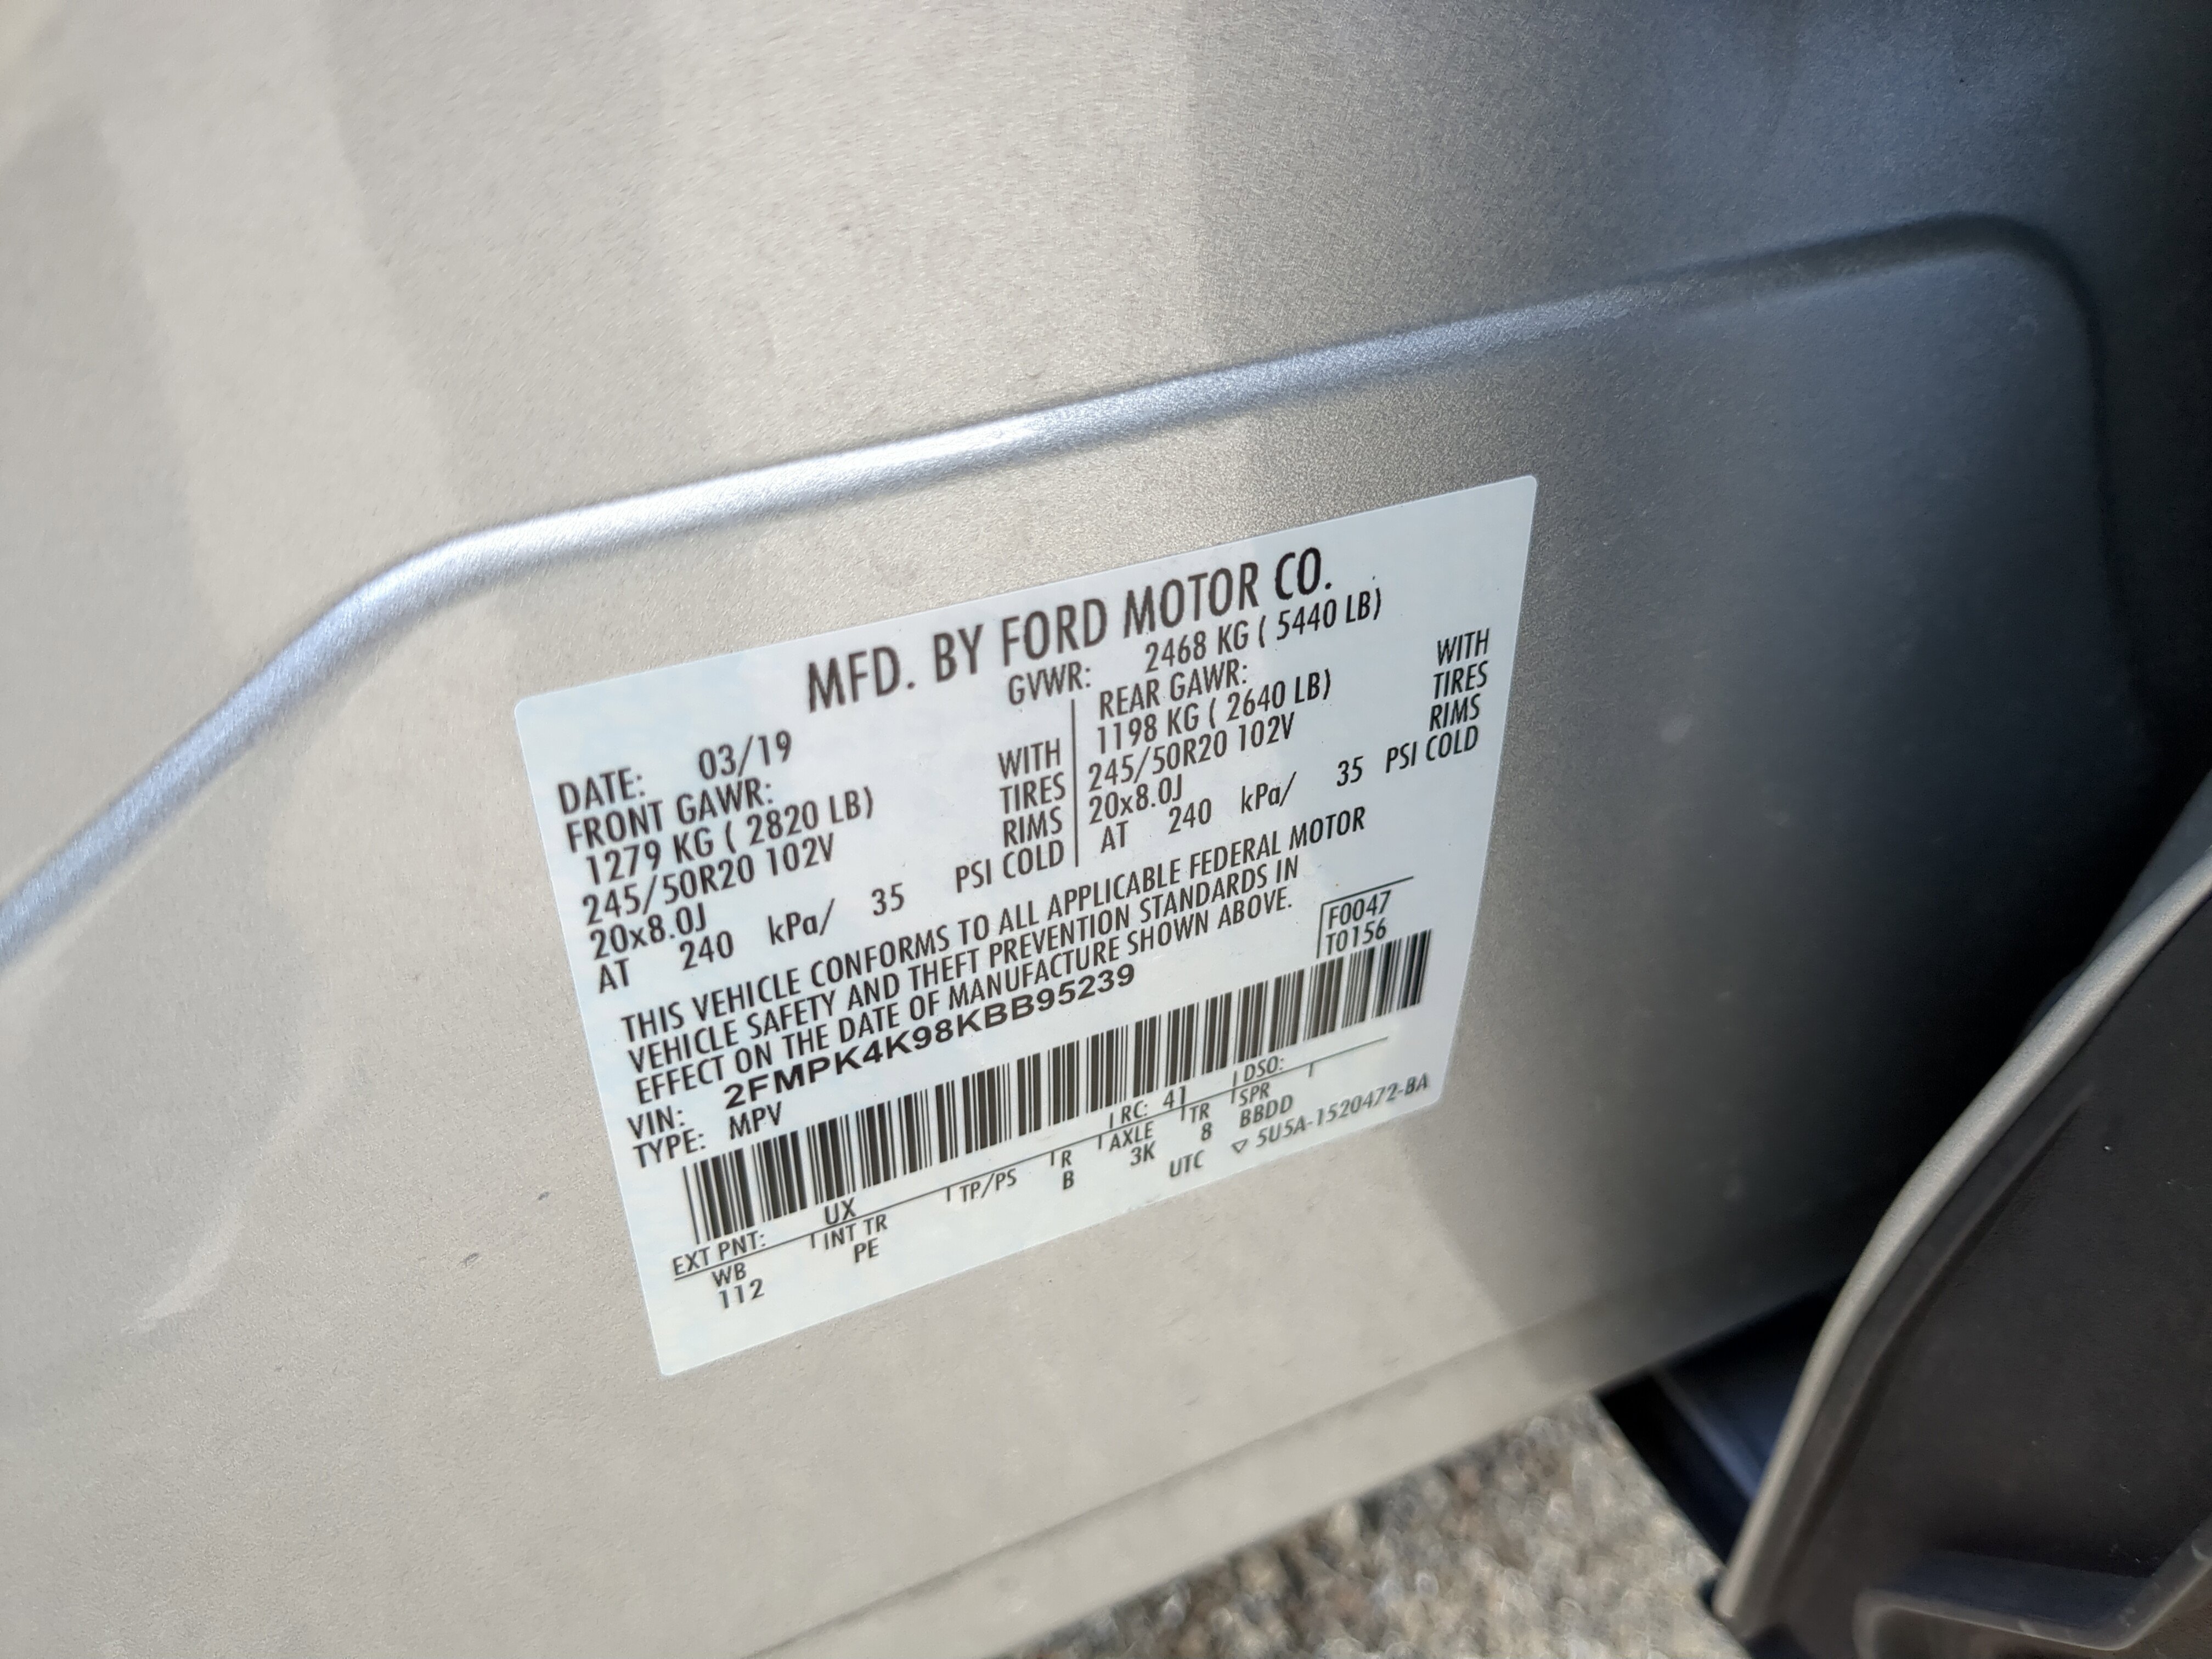 MFD. BY FORD MOTOR CO.
DATE: 03/19 GVWR: 2468 KG ( 5440 LB)
FRONT GAWR: REAR GAWR:
1279 KG ( 2820 LB) WITH 1198 KG ( 2640 LB) WITH
245/50R20 102V TIRES 245/50R20 102V TIRES
20x8.0J RIMS 20x8.0J RIMS
AT 240 kPa/ 35 PSI COLD AT 240 kPa/ 35 PSI COLD
THIS VEHICLE CONFORMS TO ALL APPLICABLE FEDERAL MOTOR
VEHICLE SAFETY AND THEFT PREVENTION STANDARDS IN
EFFECT ON THE DATE OF MANUFACTURE SHOWN ABOVE.
F0047
T0156
VIN: 2FMPK4K98KBB95239
TYPE: MPV
EXT PNT: UX RC: 41 DSO:
WB INT TR TP/PS R AXLE TR SPR
112 PE B 3K 8 BBDD
UTC ▽ 5U5A-1520472-BA